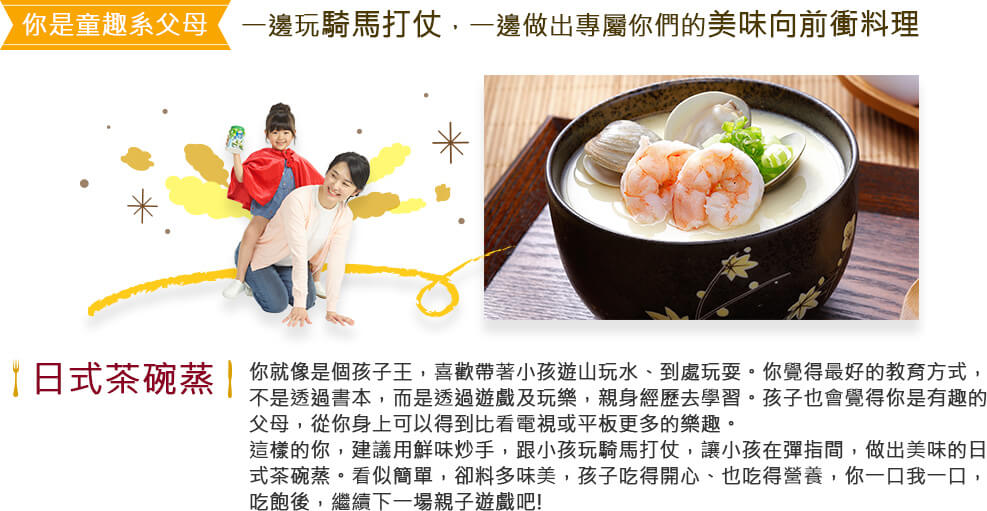 你是童趣系父母
一邊玩騎馬打仗，一邊做出專屬你們的美味向前衝料理
日式茶碗蒸
你就像是個孩子王，喜歡帶著小孩遊山玩水、到處玩耍。你覺得最好的教育方式，
不是透過書本，而是透過遊戲及玩樂，親身經歷去學習。孩子也會覺得你是有趣的
父母，從你身上可以得到比看電視或平板更多的樂趣。
這樣的你，建議用鮮味炒手，跟小孩玩騎馬打仗，讓小孩在彈指間，做出美味的日
式茶碗蒸。看似簡單，卻料多味美，孩子吃得開心、也吃得營養，你一口我一口，
吃飽後，繼續下一場親子遊戲吧!